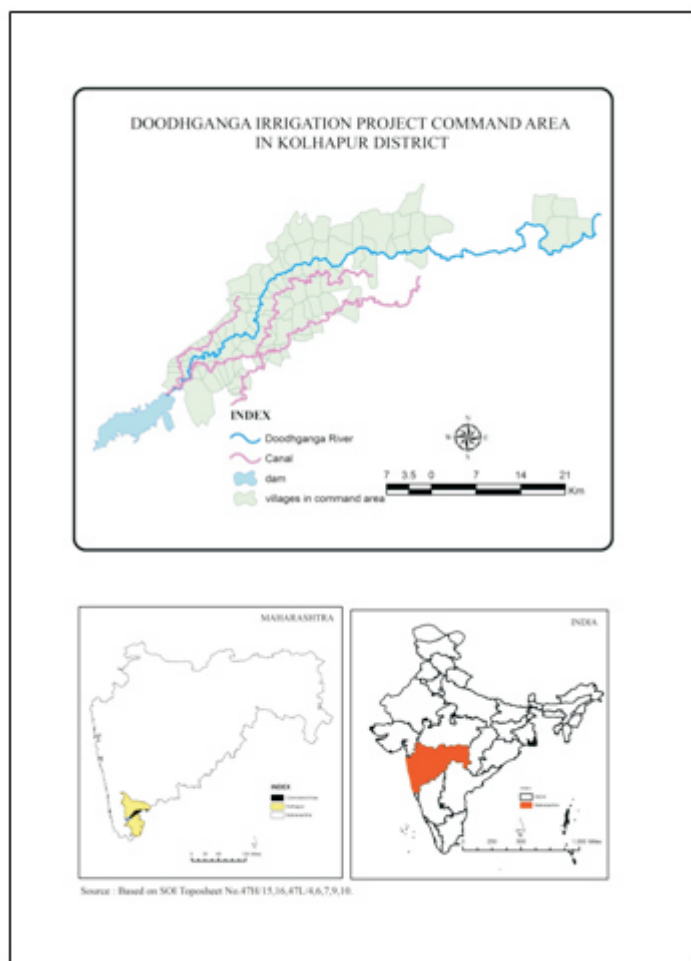 DOODHGANGA IRRIGATION PROJECT COMMAND AREA
IN KOLHAPUR DISTRICT
INDEX
Doodhganga River
Canal
dam
villages in command area
N
W E
S
7 3.5 0 7 14 21
Km
MAHARASHTRA
INDEX
Kolhapur
Maharashtra
INDIA
Maharashtra
Source : Based on SOI Toposheet No.47H/15,16,47L/4,6,7,9,10.